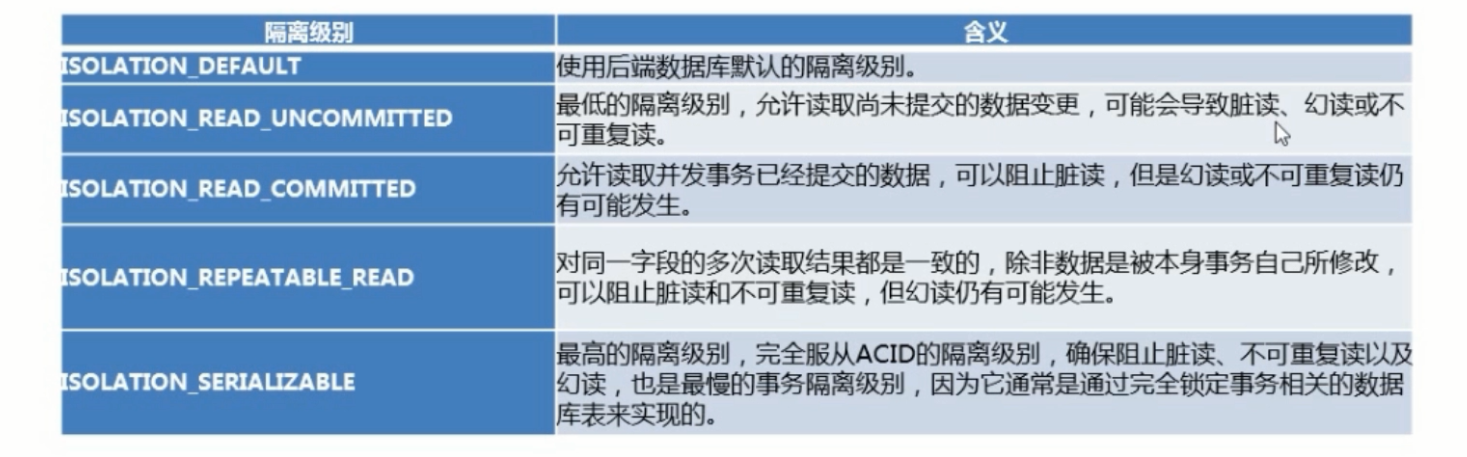 隔离级别 含义
ISOLATION_DEFAULT 使用后端数据库默认的隔离级别。
ISOLATION_READ_UNCOMMITTED 最低的隔离级别，允许读取尚未提交的数据变更，可能会导致脏读、幻读或不
可重复读。
ISOLATION_READ_COMMITTED 允许读取并发事务已经提交的数据，可以阻止脏读，但是幻读或不可重复读仍
有可能发生。
ISOLATION_REPEATABLE_READ 对同一字段的多次读取结果都是一致的，除非数据是被本身事务自己所修改，
可以阻止脏读和不可重复读，但幻读仍有可能发生。
ISOLATION_SERIALIZABLE 最高的隔离级别，完全服从ACID的隔离级别，确保阻止脏读、不可重复读以及
幻读，也是最慢的事务隔离级别，因为它通常是通过完全锁定事务相关的数据
库表来实现的。